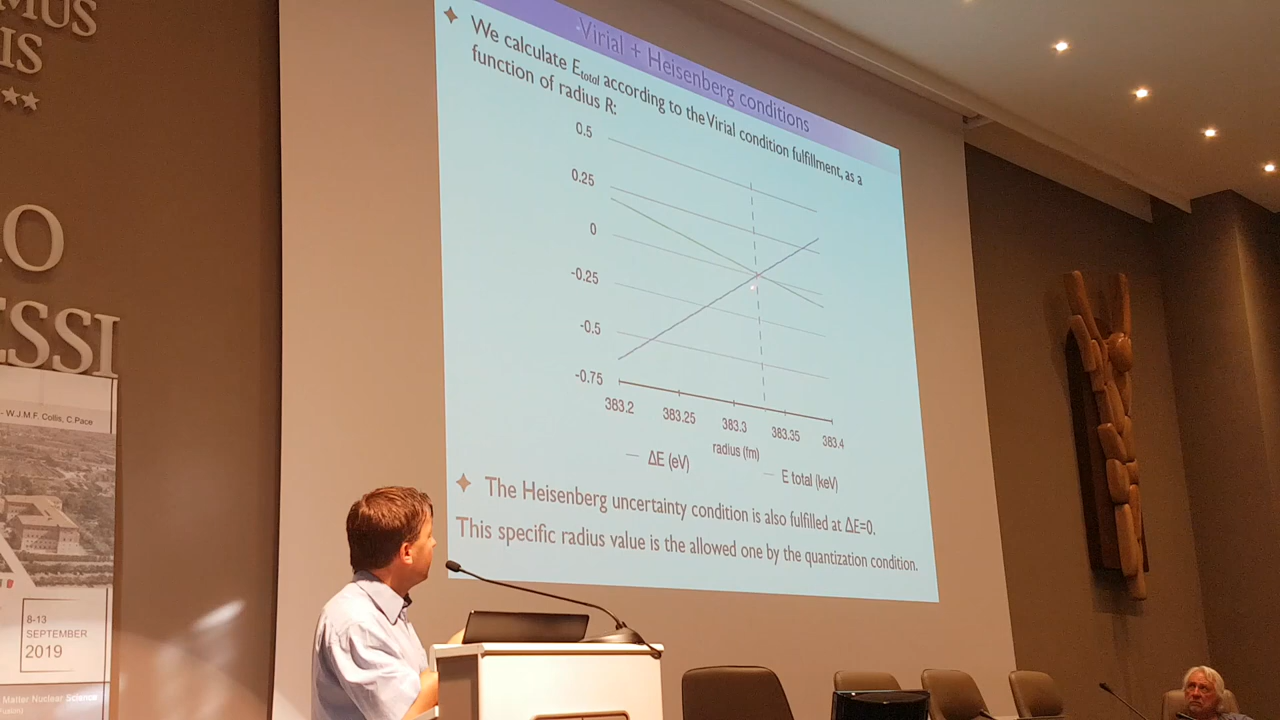 MUS
IS
O
ESSI
- W.J.M.F. Collis, C.Pace
8-13
SEPTEMBER
2019
Matter Nuclear Science
Virial + Heisenberg conditions
We calculate Etotal according to the Virial condition fulfillment, as a
function of radius R:
0.5
0.25
0
-0.25
-0.5
-0.75
383.2
383.25
383.3
383.35
383.4
radius (fm)
ΔE (eV)
E total (keV)
The Heisenberg uncertainty condition is also fulfilled at ΔE=0.
This specific radius value is the allowed one by the quantization condition.